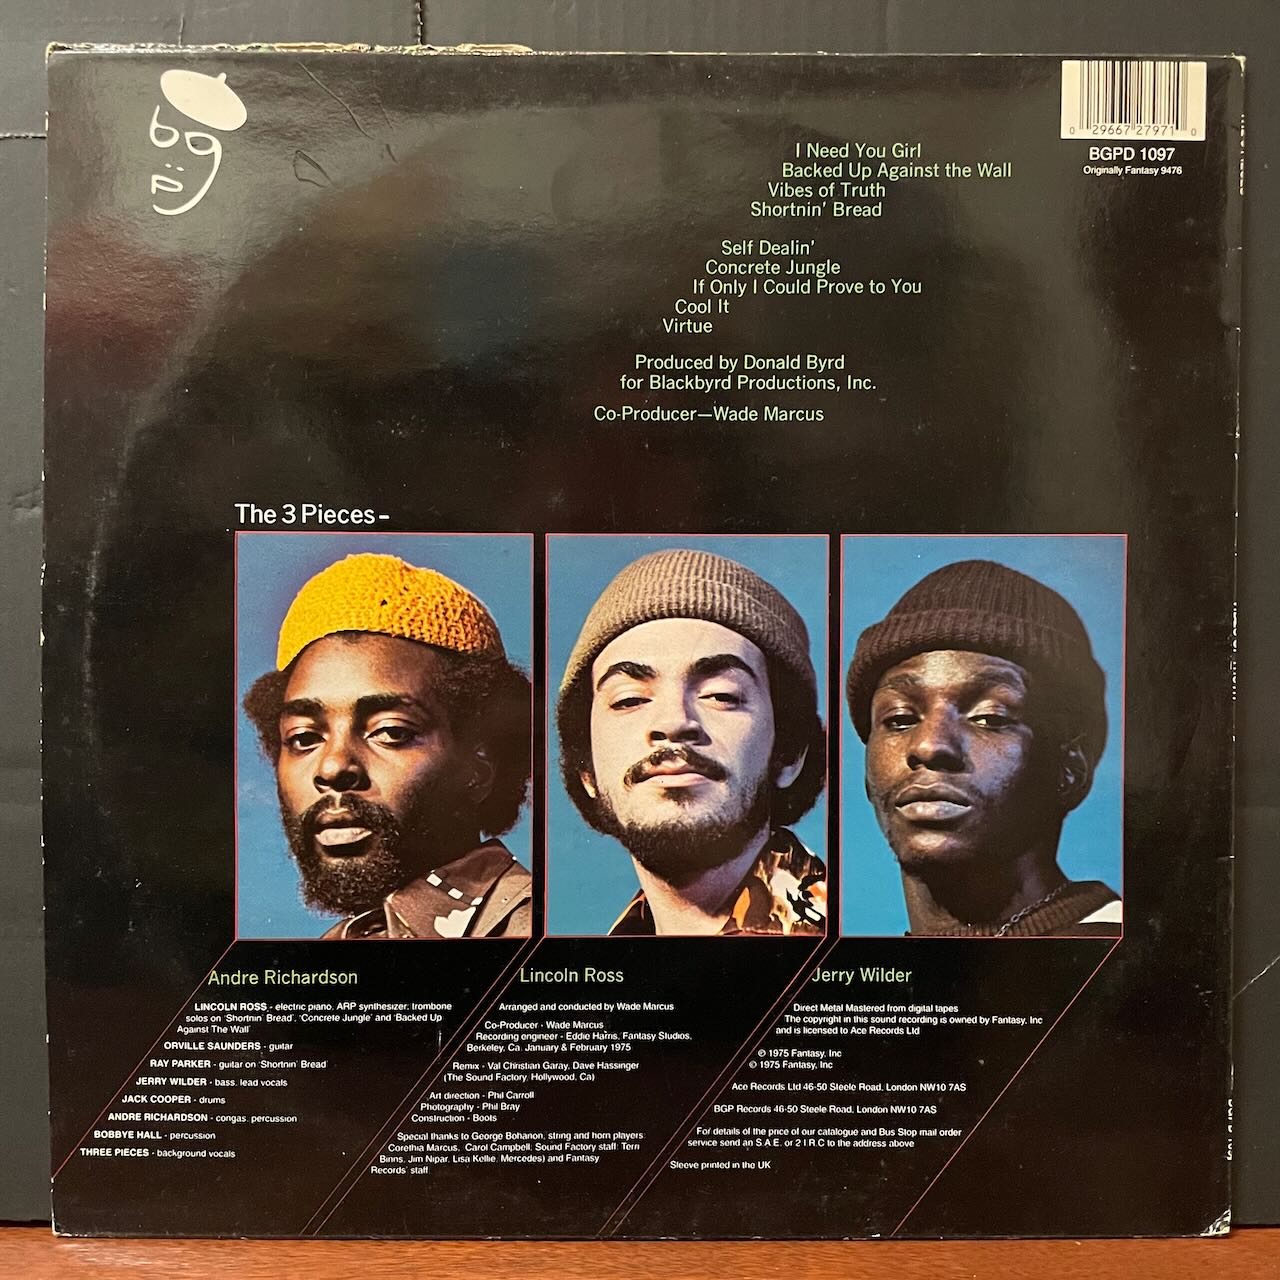 bgp
0 29667 27971 0
BGPD 1097
Originally Fantasy 9476
I Need You Girl
Backed Up Against the Wall
Vibes of Truth
Shortnin' Bread
Self Dealin'
Concrete Jungle
If Only I Could Prove to You
Cool It
Virtue
Produced by Donald Byrd
for Blackbyrd Productions, Inc.
Co-Producer—Wade Marcus
The 3 Pieces-
Andre Richardson
Lincoln Ross
Jerry Wilder
LINCOLN ROSS - electric piano, ARP synthesizer, trombone
solos on 'Shortnin' Bread', 'Concrete Jungle' and 'Backed Up
Against The Wall'
ORVILLE SAUNDERS - guitar
RAY PARKER - guitar on 'Shortnin' Bread
JERRY WILDER - bass, lead vocals
JACK COOPER - drums
ANDRE RICHARDSON - congas, percussion
BOBBYE HALL - percussion
THREE PIECES - background vocals
Arranged and conducted by Wade Marcus
Co-Producer - Wade Marcus
Recording engineer - Eddie Harris, Fantasy Studios,
Berkeley, Ca. January & February 1975
Remix - Val Christian Garay, Dave Hassinger
(The Sound Factory, Hollywood, Ca)
Art direction - Phil Carroll
Photography - Phil Bray
Construction - Boots
Special thanks to George Bohanon, string and horn players:
Corethia Marcus, Carol Campbell, Sound Factory staff: Terri
Binns, Jim Nipar, Lisa Kellie, Mercedes) and Fantasy
Records' staff
Direct Metal Mastered from digital tapes
The copyright in this sound recording is owned by Fantasy, Inc
and is licensed to Ace Records Ltd
℗ 1975 Fantasy, Inc
© 1975 Fantasy, Inc
Ace Records Ltd 46-50 Steele Road, London NW10 7AS
BGP Records 46-50 Steele Road, London NW10 7AS
For details of the price of our catalogue and Bus Stop mail order
service send an S.A.E. or 2 I R C to the address above
Sleeve printed in the UK